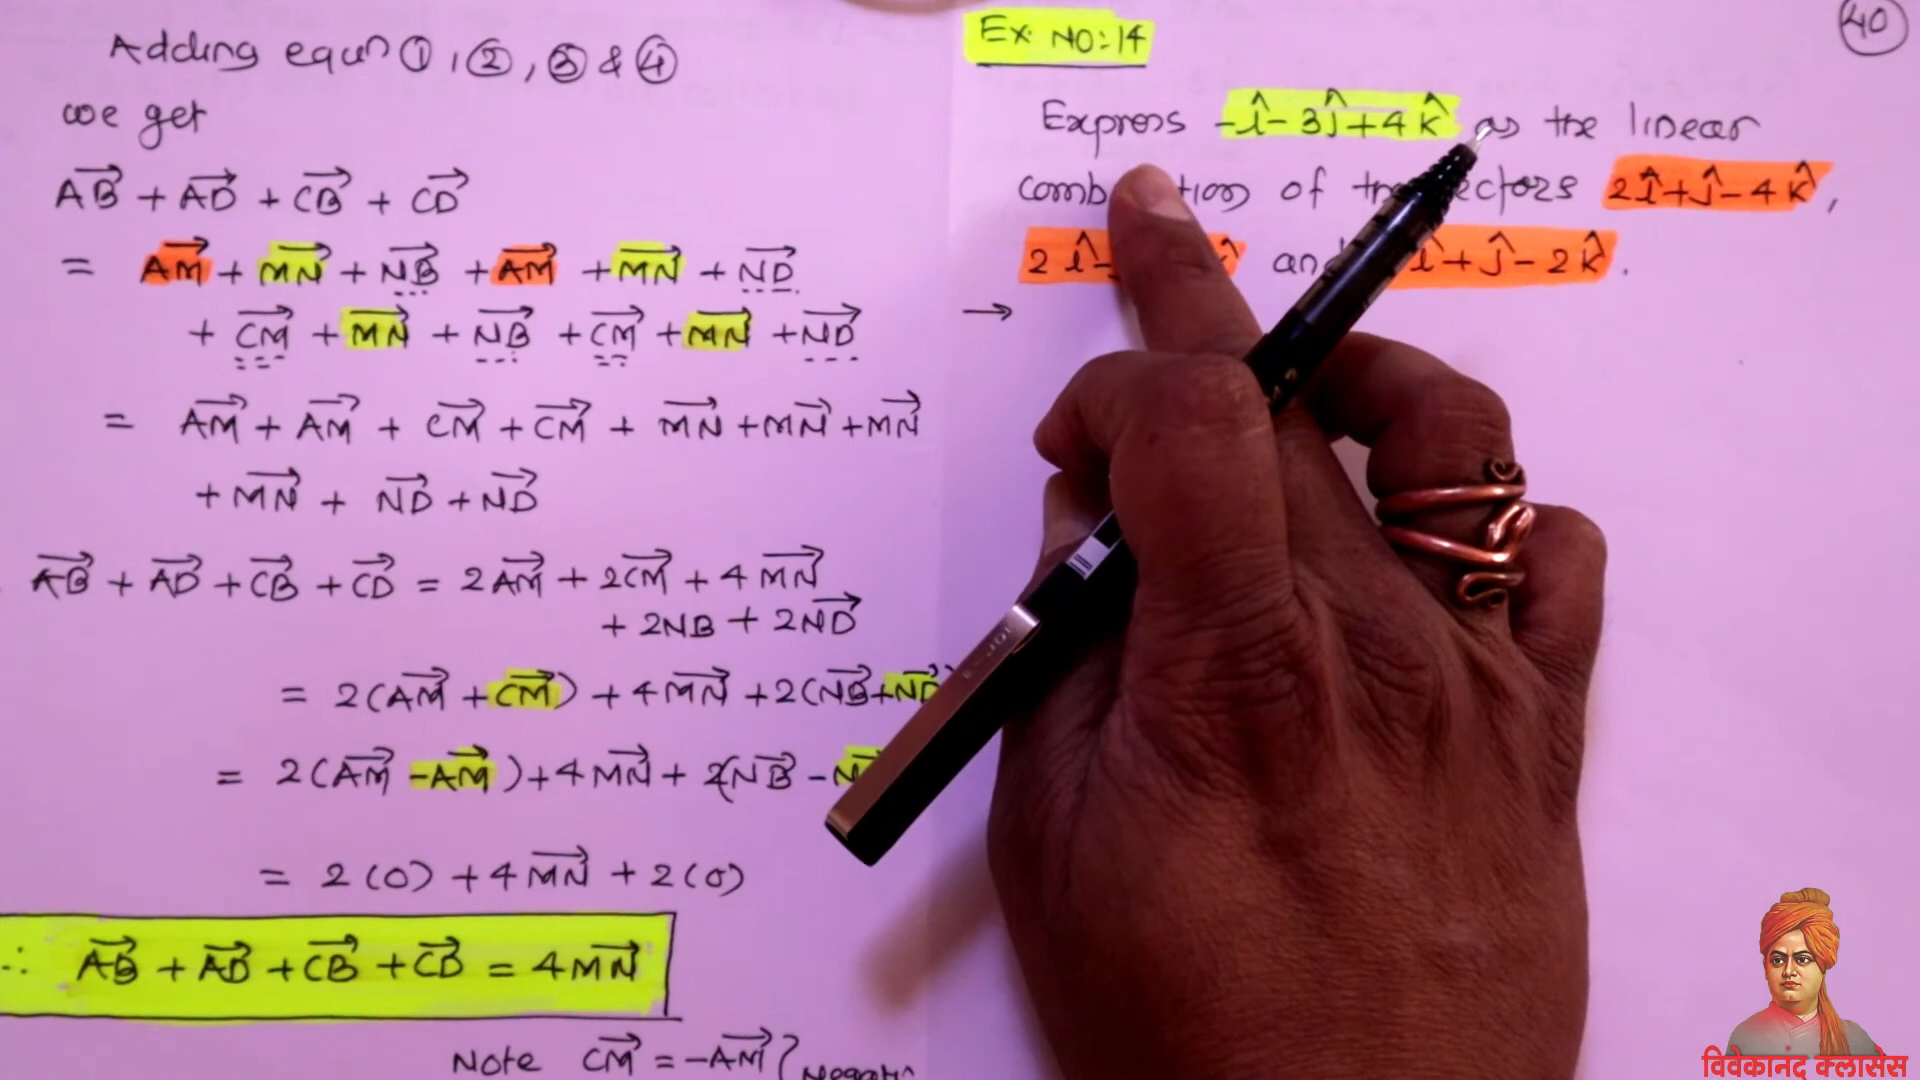 Adding equn ①, ②, ③ & ④
we get
AB⃗ + AD⃗ + CB⃗ + CD⃗
= AM⃗ + MN⃗ + NB⃗ + AM⃗ + MN⃗ + ND⃗
+ CM⃗ + MN⃗ + NB⃗ + CM⃗ + MN⃗ + ND⃗
= AM⃗ + AM⃗ + CM⃗ + CM⃗ + MN⃗ + MN⃗ + MN⃗
+ MN⃗ + ND⃗ + ND⃗
AB⃗ + AD⃗ + CB⃗ + CD⃗ = 2AM⃗ + 2CM⃗ + 4MN⃗
+ 2NB + 2ND⃗
= 2(AM⃗ + CM⃗) + 4MN⃗ + 2(NB⃗ + ND⃗
= 2(AM⃗ - AM⃗) + 4MN⃗ + 2(NB⃗ -
= 2(0) + 4MN⃗ + 2(0)
∴ AB⃗ + AD⃗ + CB⃗ + CD⃗ = 4MN⃗
Note CM⃗ = -AM⃗
40
Ex. NO:14
Express -î - 3ĵ + 4k̂ as the linear
of vectors 2î + ĵ - 4k̂,
2î - and î + ĵ - 2k̂.
→
विवेकानंद क्लासेस